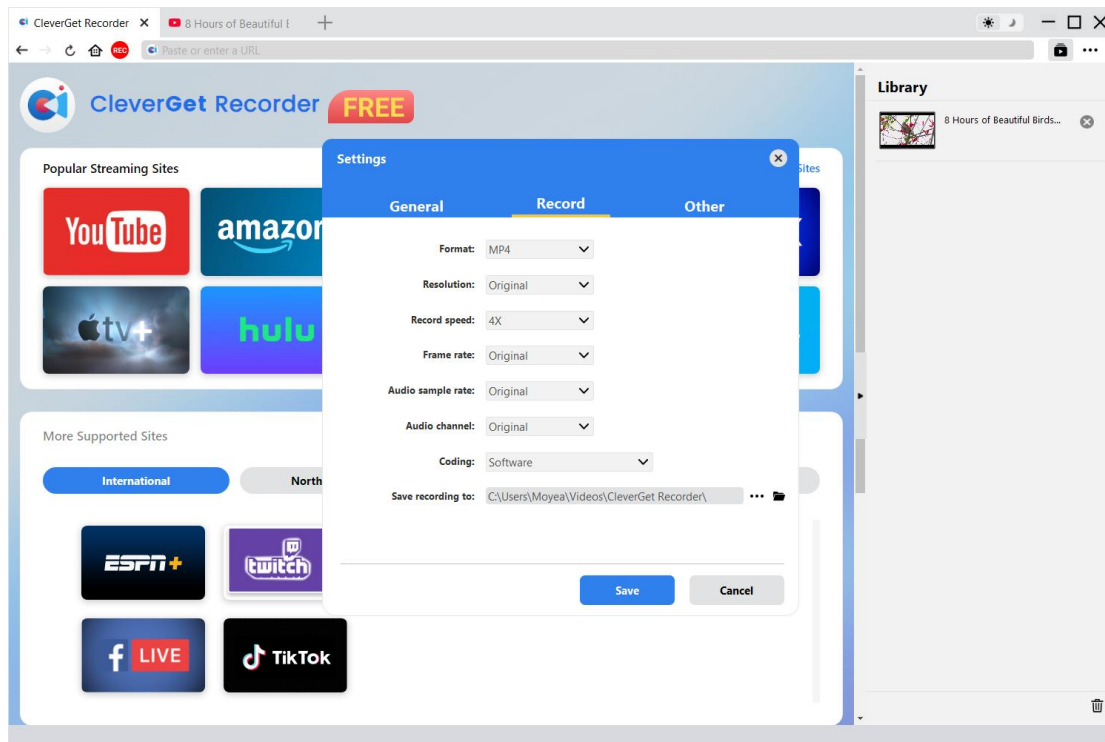 CleverGet Recorder
8 Hours of Beautiful
REC
Paste or enter a URL
CleverGet Recorder FREE
Library
8 Hours of Beautiful Birds...
Popular Streaming Sites
Sites
YouTube
amazon
tv+
hulu
Settings
General
Record
Other
Format: MP4
Resolution: Original
Record speed: 4X
Frame rate: Original
Audio sample rate: Original
Audio channel: Original
Coding: Software
Save recording to: C:\Users\Moyea\Videos\CleverGet Recorder\
Save
Cancel
More Supported Sites
International
North
ESPN+
twitch
f LIVE
TikTok